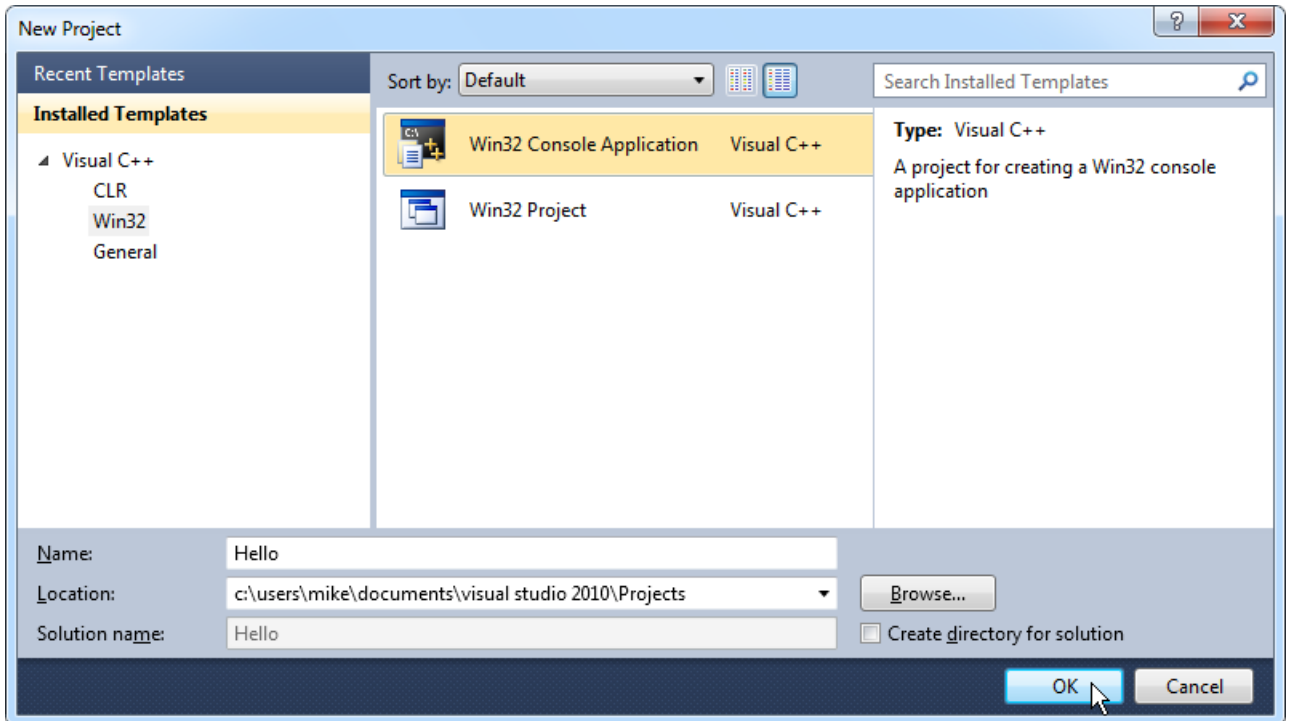 New Project
Recent Templates
Installed Templates
Visual C++
CLR
Win32
General
Sort by: Default
Search Installed Templates
Win32 Console Application Visual C++
Win32 Project Visual C++
Type: Visual C++
A project for creating a Win32 console
application
Name: Hello
Location: c:\users\mike\documents\visual studio 2010\Projects
Browse...
Solution name: Hello
Create directory for solution
OK
Cancel